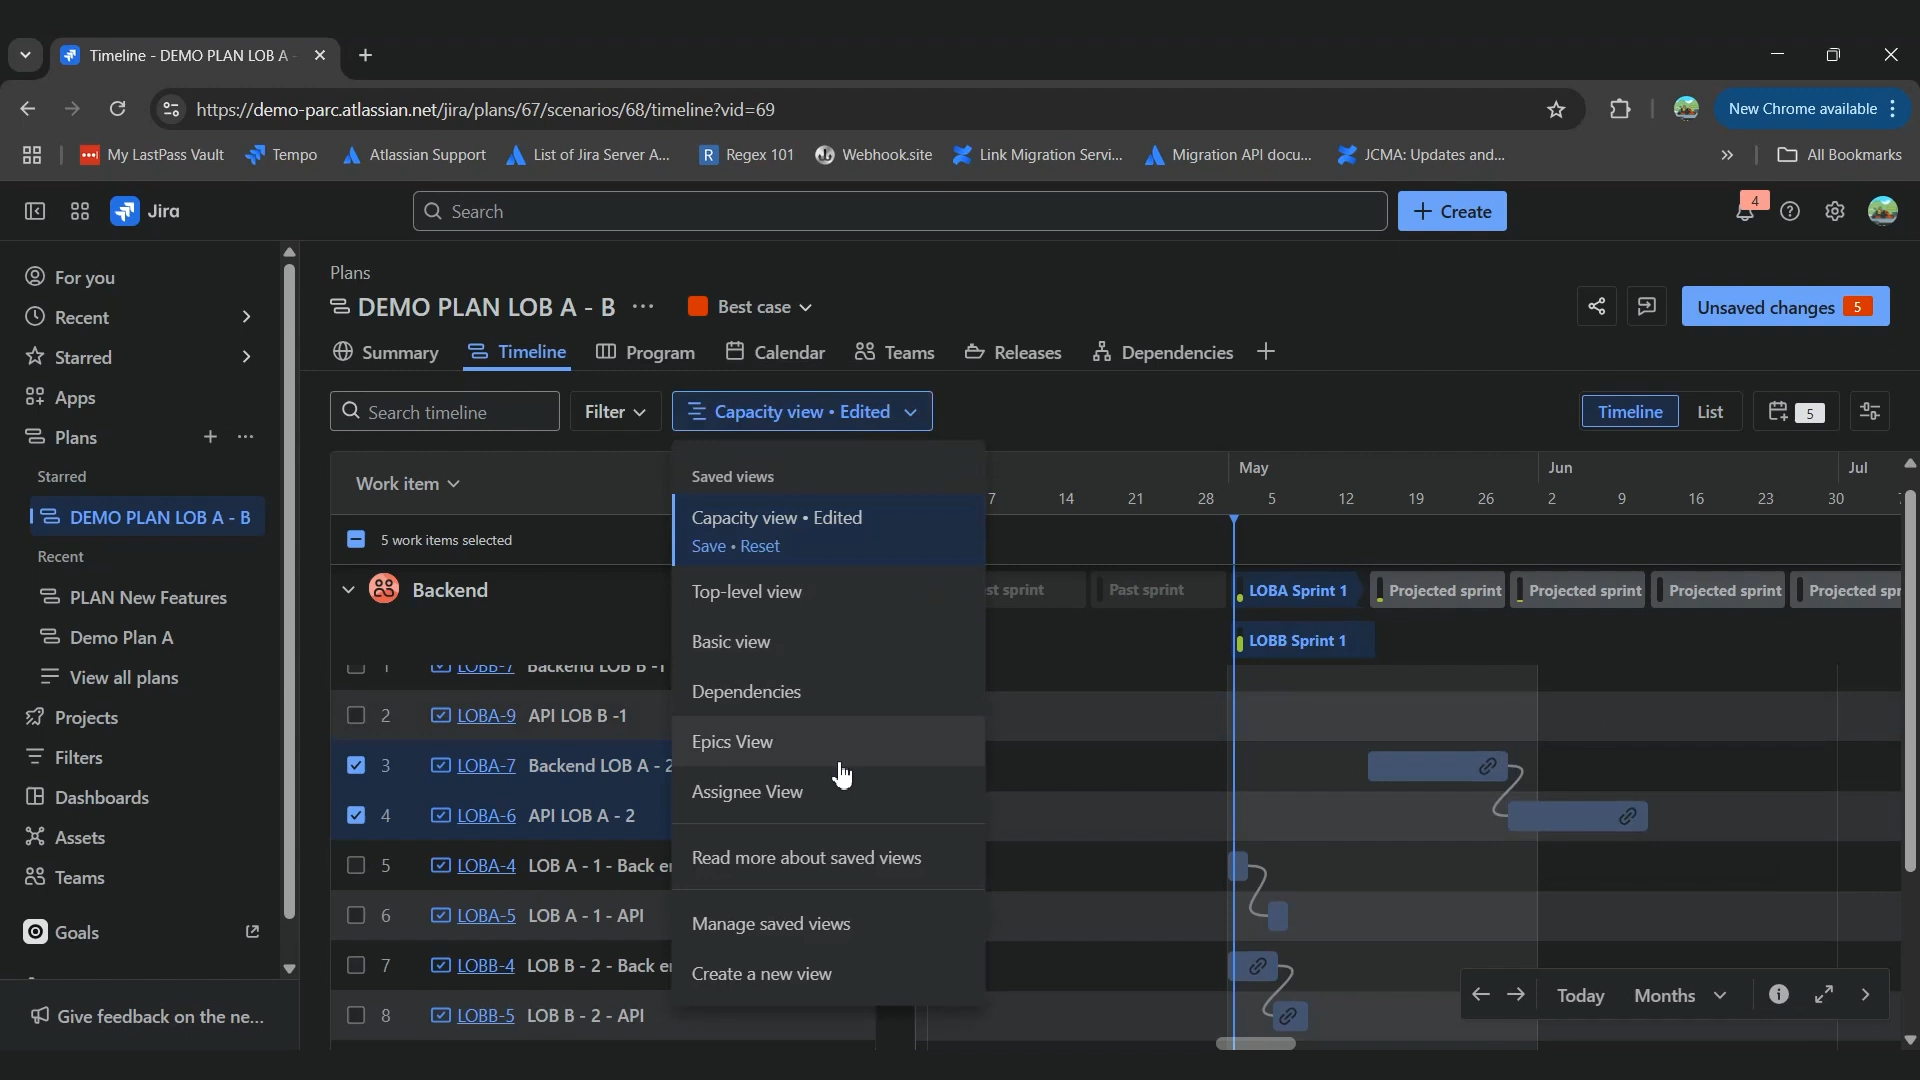 Timeline - DEMO PLAN LOB A -
https://demo-parc.atlassian.net/jira/plans/67/scenarios/68/timeline?vid=69
New Chrome available
My LastPass Vault
Tempo
Atlassian Support
List of Jira Server A...
R
Regex 101
Webhook.site
Link Migration Servi...
Migration API docu...
JCMA: Updates and...
All Bookmarks
Jira
Search
Create
4
For you
Recent
Starred
Apps
Plans
Starred
DEMO PLAN LOB A - B
Recent
PLAN New Features
Demo Plan A
View all plans
Projects
Filters
Dashboards
Assets
Teams
Goals
Give feedback on the ne...
Plans
DEMO PLAN LOB A - B
Best case
Unsaved changes 5
Summary
Timeline
Program
Calendar
Teams
Releases
Dependencies
Search timeline
Filter
Capacity view • Edited
Timeline
List
5
Saved views
Capacity view • Edited
Save • Reset
Top-level view
Basic view
Dependencies
Epics View
Assignee View
Read more about saved views
Manage saved views
Create a new view
Work item
5 work items selected
Backend
1 LOBB-7 Backend LOB B -1
2 LOBA-9 API LOB B -1
3 LOBA-7 Backend LOB A - 2
4 LOBA-6 API LOB A - 2
5 LOBA-4 LOB A - 1 - Back e
6 LOBA-5 LOB A - 1 - API
7 LOBB-4 LOB B - 2 - Back e
8 LOBB-5 LOB B - 2 - API
May
Jun
Jul
7 14 21 28 5 12 19 26 2 9 16 23 30
st sprint
Past sprint
LOBA Sprint 1
Projected sprint
Projected sprint
Projected sprint
Projected spr
LOBB Sprint 1
Today
Months